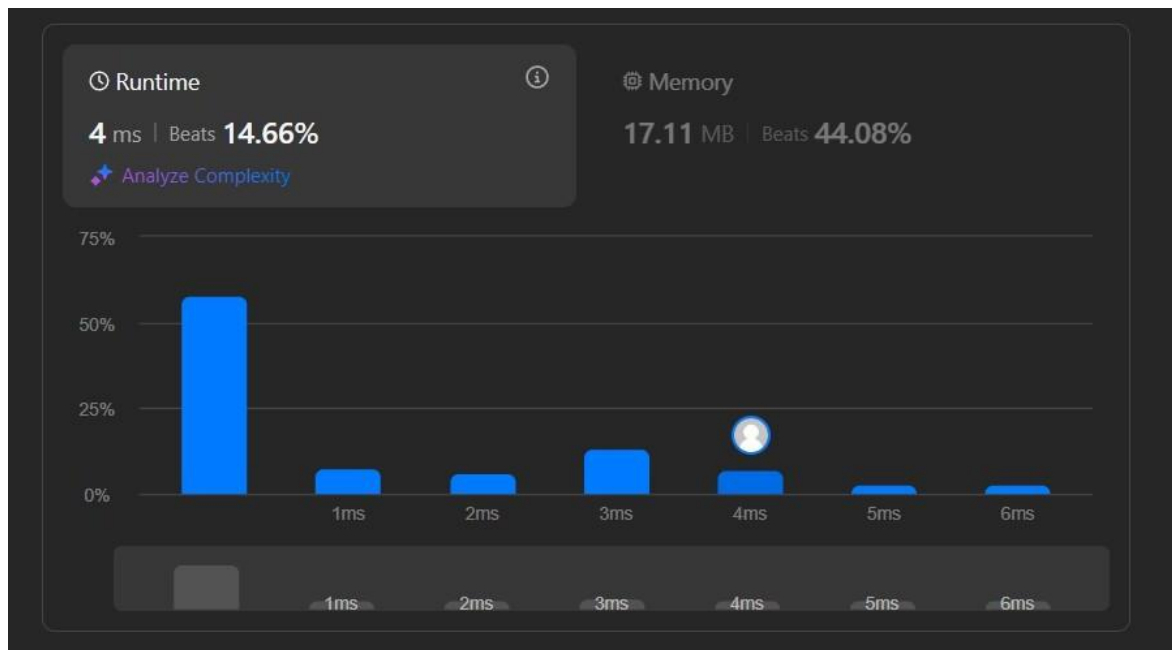 Runtime
4 ms | Beats 14.66%
Analyze Complexity
Memory
17.11 MB | Beats 44.08%
75%
50%
25%
0%
1ms 2ms 3ms 4ms 5ms 6ms
1ms 2ms 3ms 4ms 5ms 6ms